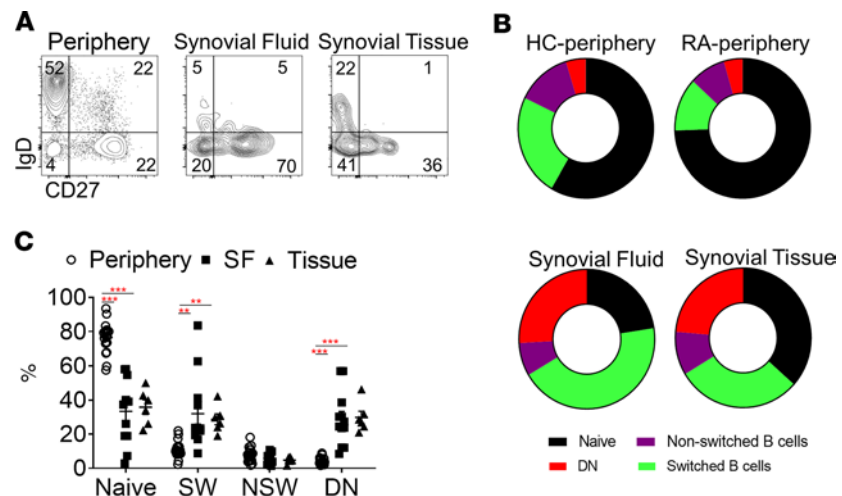 A
Periphery Synovial Fluid Synovial Tissue
52 22 5 5 22 1
4 22 20 70 41 36
IgD
CD27
B
HC-periphery RA-periphery
Synovial Fluid Synovial Tissue
Naive Non-switched B cells
DN Switched B cells
C
Periphery SF Tissue
%
100
80
60
40
20
0
*** *** ** ** *** ***
Naive SW NSW DN